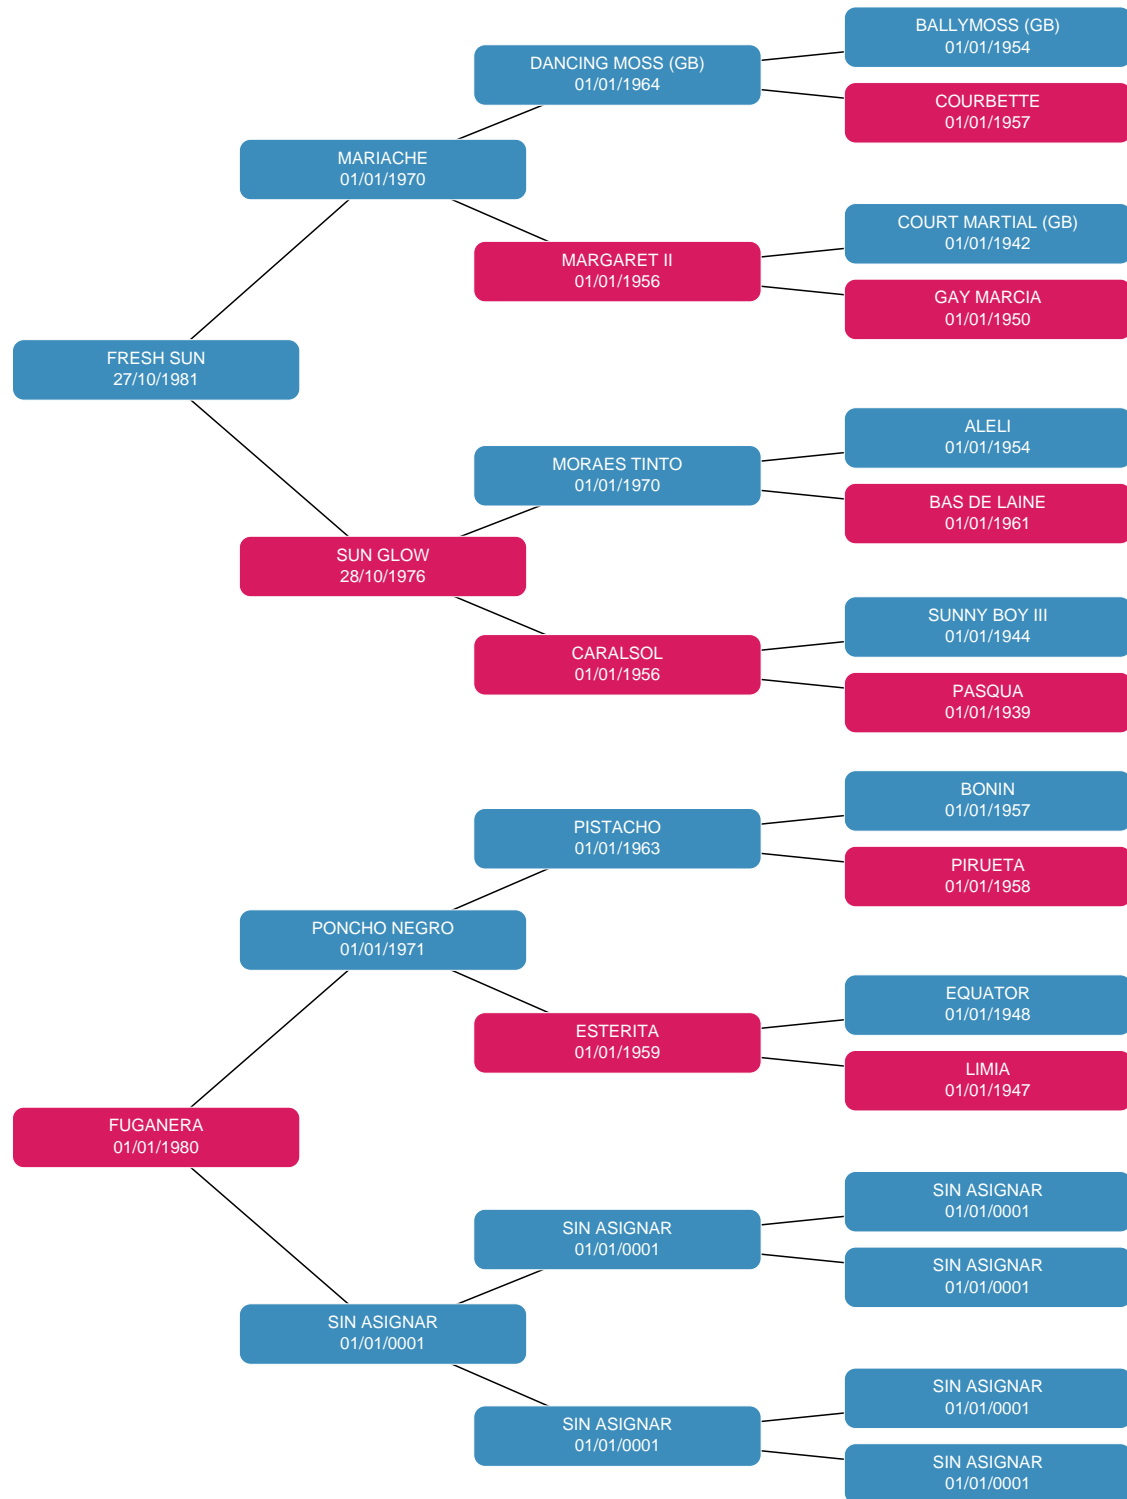 BALLYMOSS (GB)
01/01/1954
DANCING MOSS (GB)
01/01/1964
COURBETTE
01/01/1957
MARIACHE
01/01/1970
COURT MARTIAL (GB)
01/01/1942
MARGARET II
01/01/1956
GAY MARCIA
01/01/1950
FRESH SUN
27/10/1981
ALELI
01/01/1954
MORAES TINTO
01/01/1970
BAS DE LAINE
01/01/1961
SUN GLOW
28/10/1976
SUNNY BOY III
01/01/1944
CARALSOL
01/01/1956
PASQUA
01/01/1939
BONIN
01/01/1957
PISTACHO
01/01/1963
PIRUETA
01/01/1958
PONCHO NEGRO
01/01/1971
EQUATOR
01/01/1948
ESTERITA
01/01/1959
LIMIA
01/01/1947
FUGANERA
01/01/1980
SIN ASIGNAR
01/01/0001
SIN ASIGNAR
01/01/0001
SIN ASIGNAR
01/01/0001
SIN ASIGNAR
01/01/0001
SIN ASIGNAR
01/01/0001
SIN ASIGNAR
01/01/0001
SIN ASIGNAR
01/01/0001